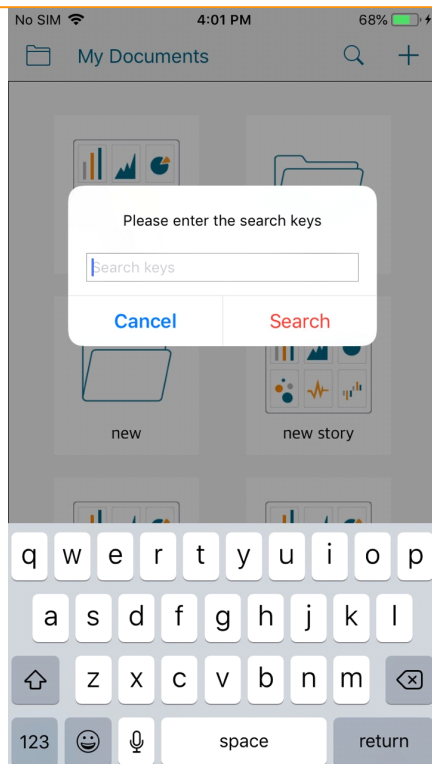 No SIM 4:01 PM 68%
My Documents
Please enter the search keys
Search keys
Cancel Search
new new story
q w e r t y u i o p
a s d f g h j k l
z x c v b n m
123 space return